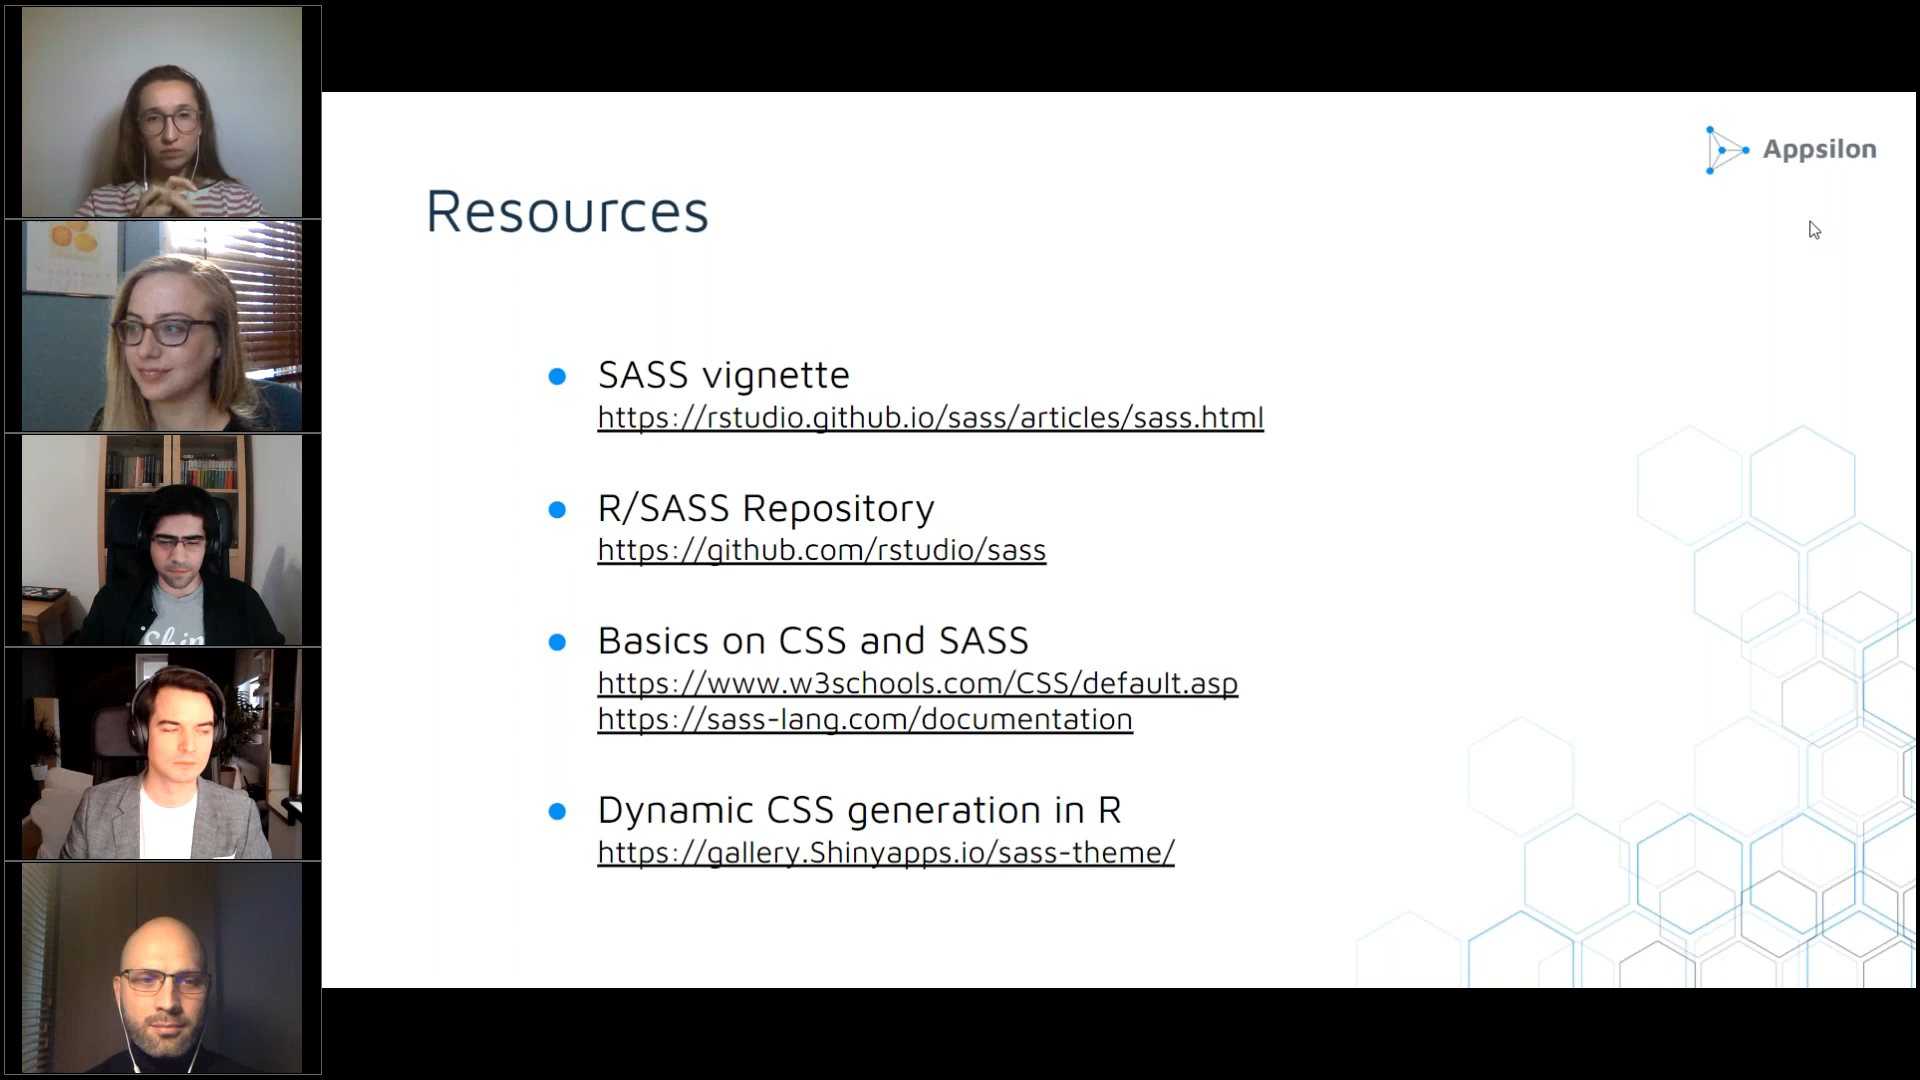 Appsilon
Resources
SASS vignette
https://rstudio.github.io/sass/articles/sass.html
R/SASS Repository
https://github.com/rstudio/sass
Basics on CSS and SASS
https://www.w3schools.com/CSS/default.asp
https://sass-lang.com/documentation
Dynamic CSS generation in R
https://gallery.Shinyapps.io/sass-theme/